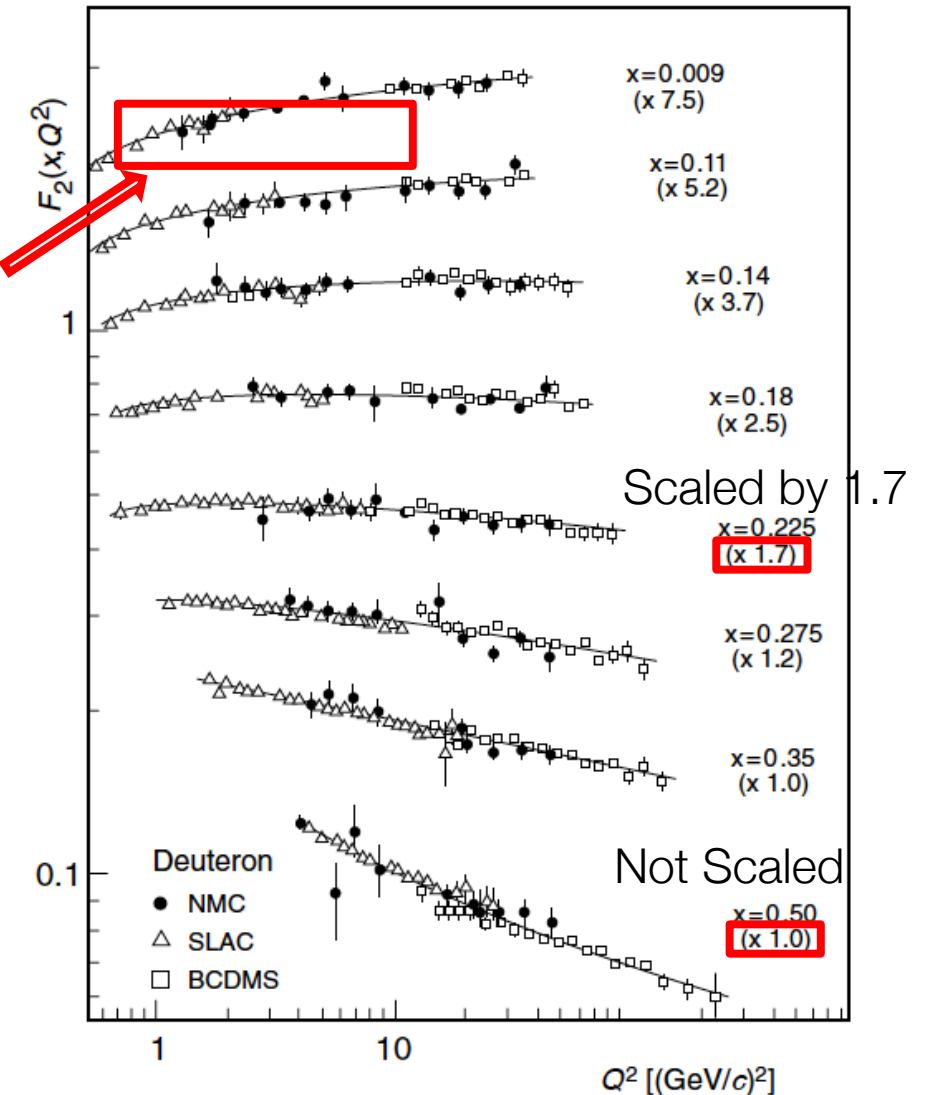 F2(x,Q²)
x=0.009
(x 7.5)
x=0.11
(x 5.2)
x=0.14
(x 3.7)
1
x=0.18
(x 2.5)
Scaled by 1.7
x=0.225
(x 1.7)
x=0.275
(x 1.2)
x=0.35
(x 1.0)
Not Scaled
0.1
Deuteron
NMC
SLAC
BCDMS
x=0.50
(x 1.0)
1
10
Q² [(GeV/c)²]